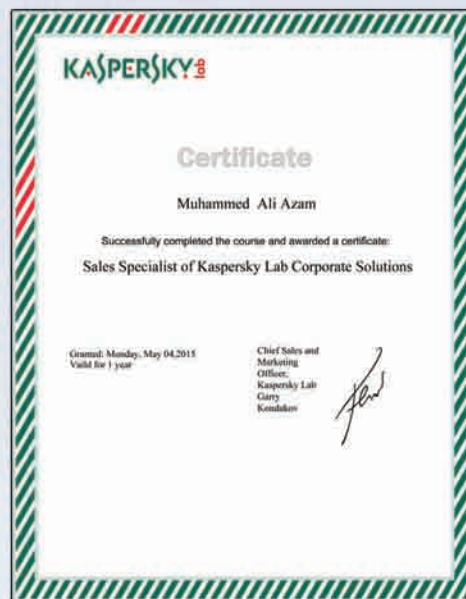 KASPERSKY lab
Certificate
Muhammed Ali Azam
Successfully completed the course and awarded a certificate:
Sales Specialist of Kaspersky Lab Corporate Solutions
Granted: Monday, May 04,2015
Valid for 1 year
Chief Sales and
Marketing
Officer,
Kaspersky Lab
Garry
Kondakov